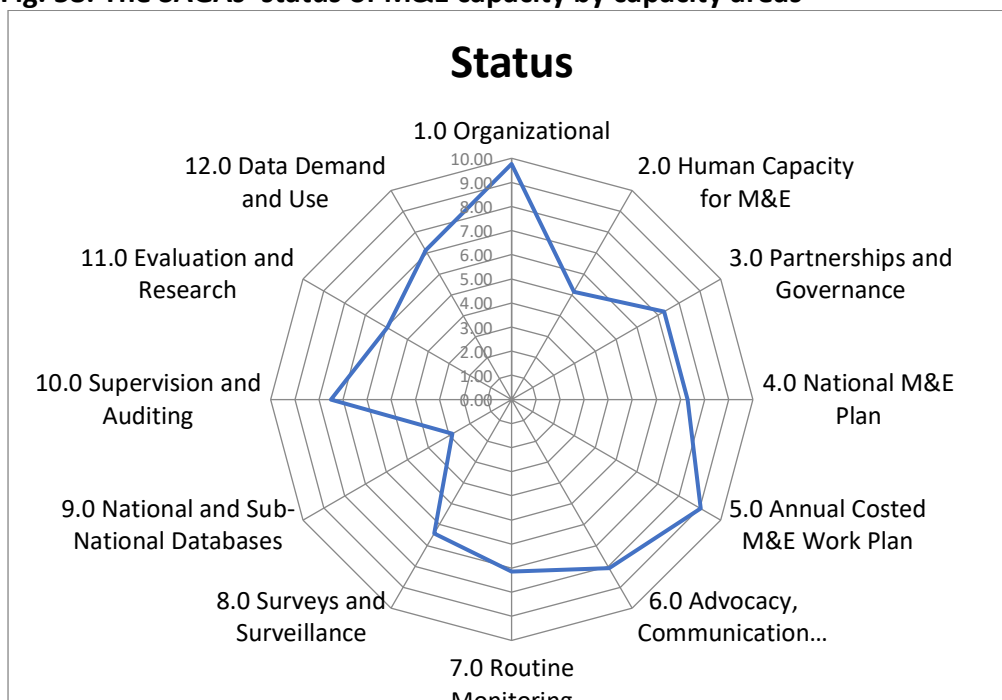 Status
1.0 Organizational
2.0 Human Capacity
for M&E
3.0 Partnerships and
Governance
4.0 National M&E
Plan
5.0 Annual Costed
M&E Work Plan
6.0 Advocacy,
Communication...
7.0 Routine
Monitoring
8.0 Surveys and
Surveillance
9.0 National and Sub-
National Databases
10.0 Supervision and
Auditing
11.0 Evaluation and
Research
12.0 Data Demand
and Use
10.00
9.00
8.00
7.00
6.00
5.00
4.00
3.00
2.00
1.00
0.00